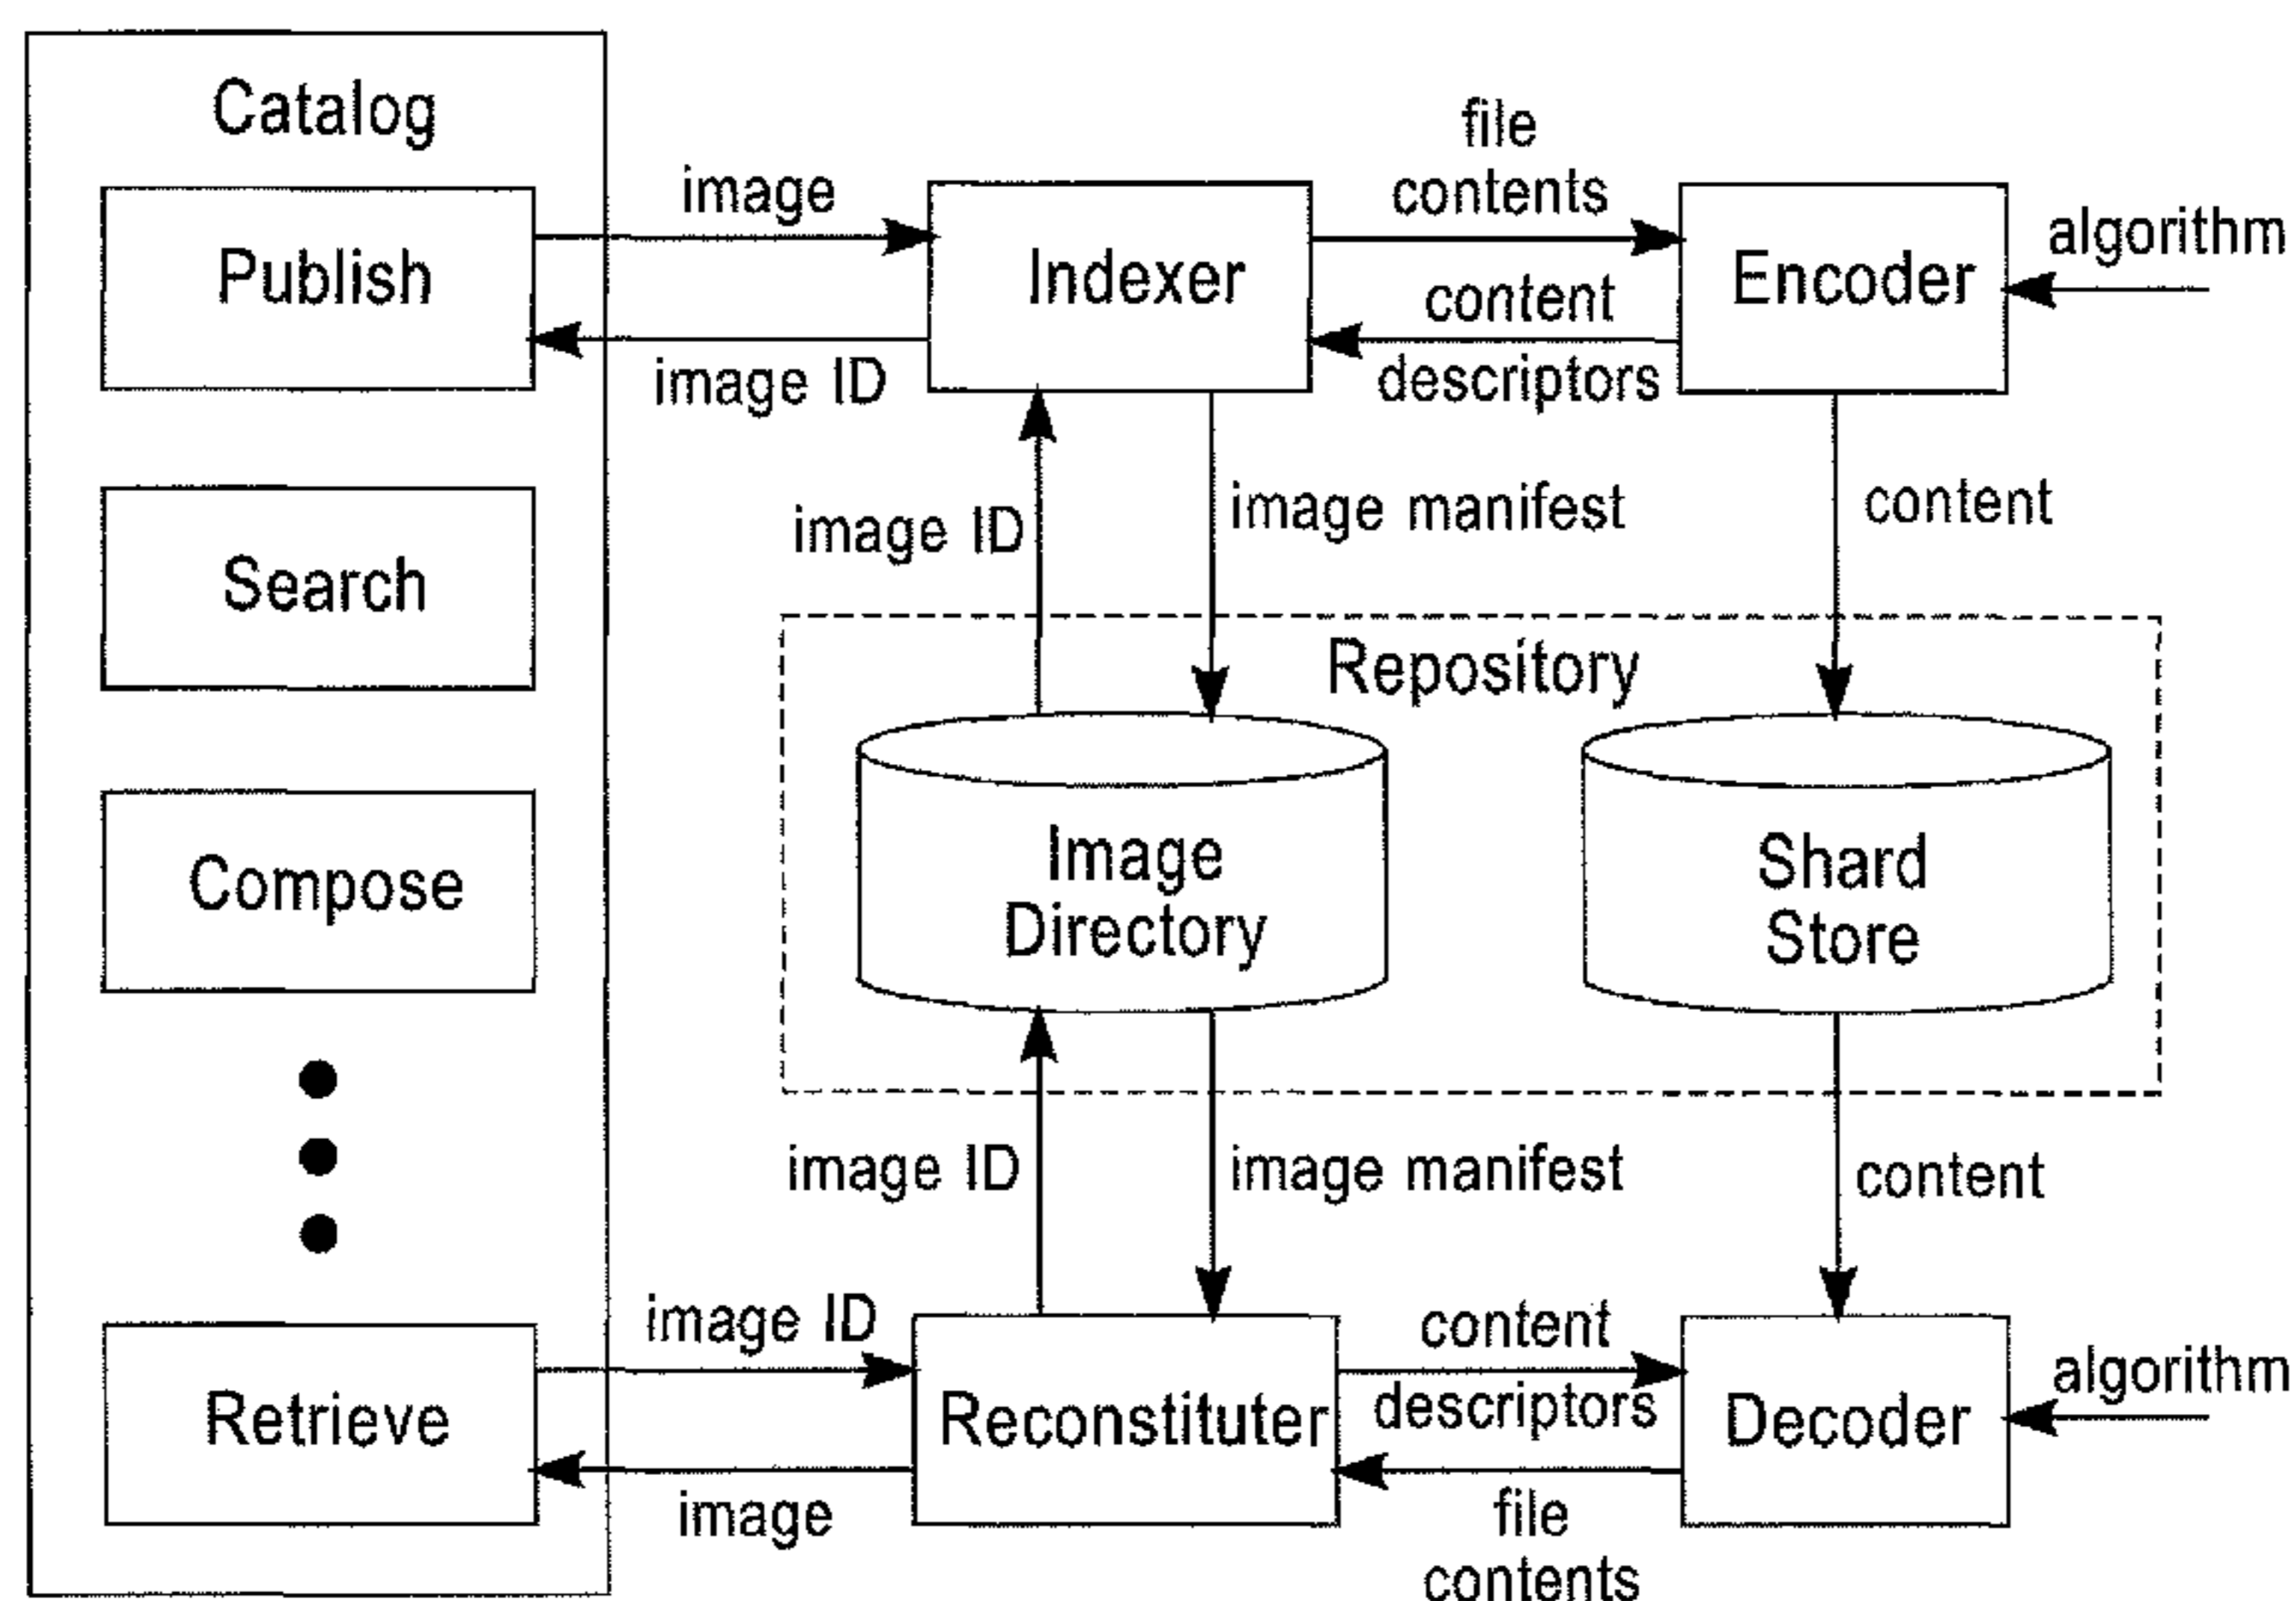 Catalog
Publish
Search
Compose
Retrieve
image
image ID
Indexer
file
contents
content
descriptors
Encoder
algorithm
image ID
image manifest
content
Repository
Image
Directory
Shard
Store
image ID
image manifest
content
image ID
image
Reconstituter
content
descriptors
file
contents
Decoder
algorithm